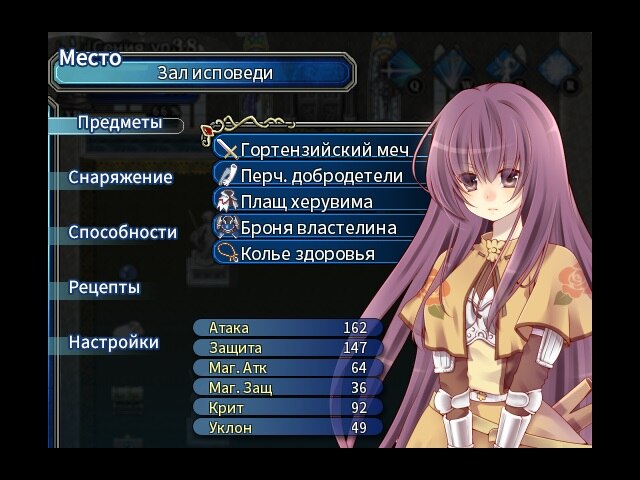 Место
Зал исповеди
Предметы
Снаряжение
Способности
Рецепты
Настройки
Гортензийский меч
Перч. добродетели
Плащ херувима
Броня властелина
Колье здоровья
Атака 162
Защита 147
Маг. Атк 64
Маг. Защ 36
Крит 92
Уклон 49